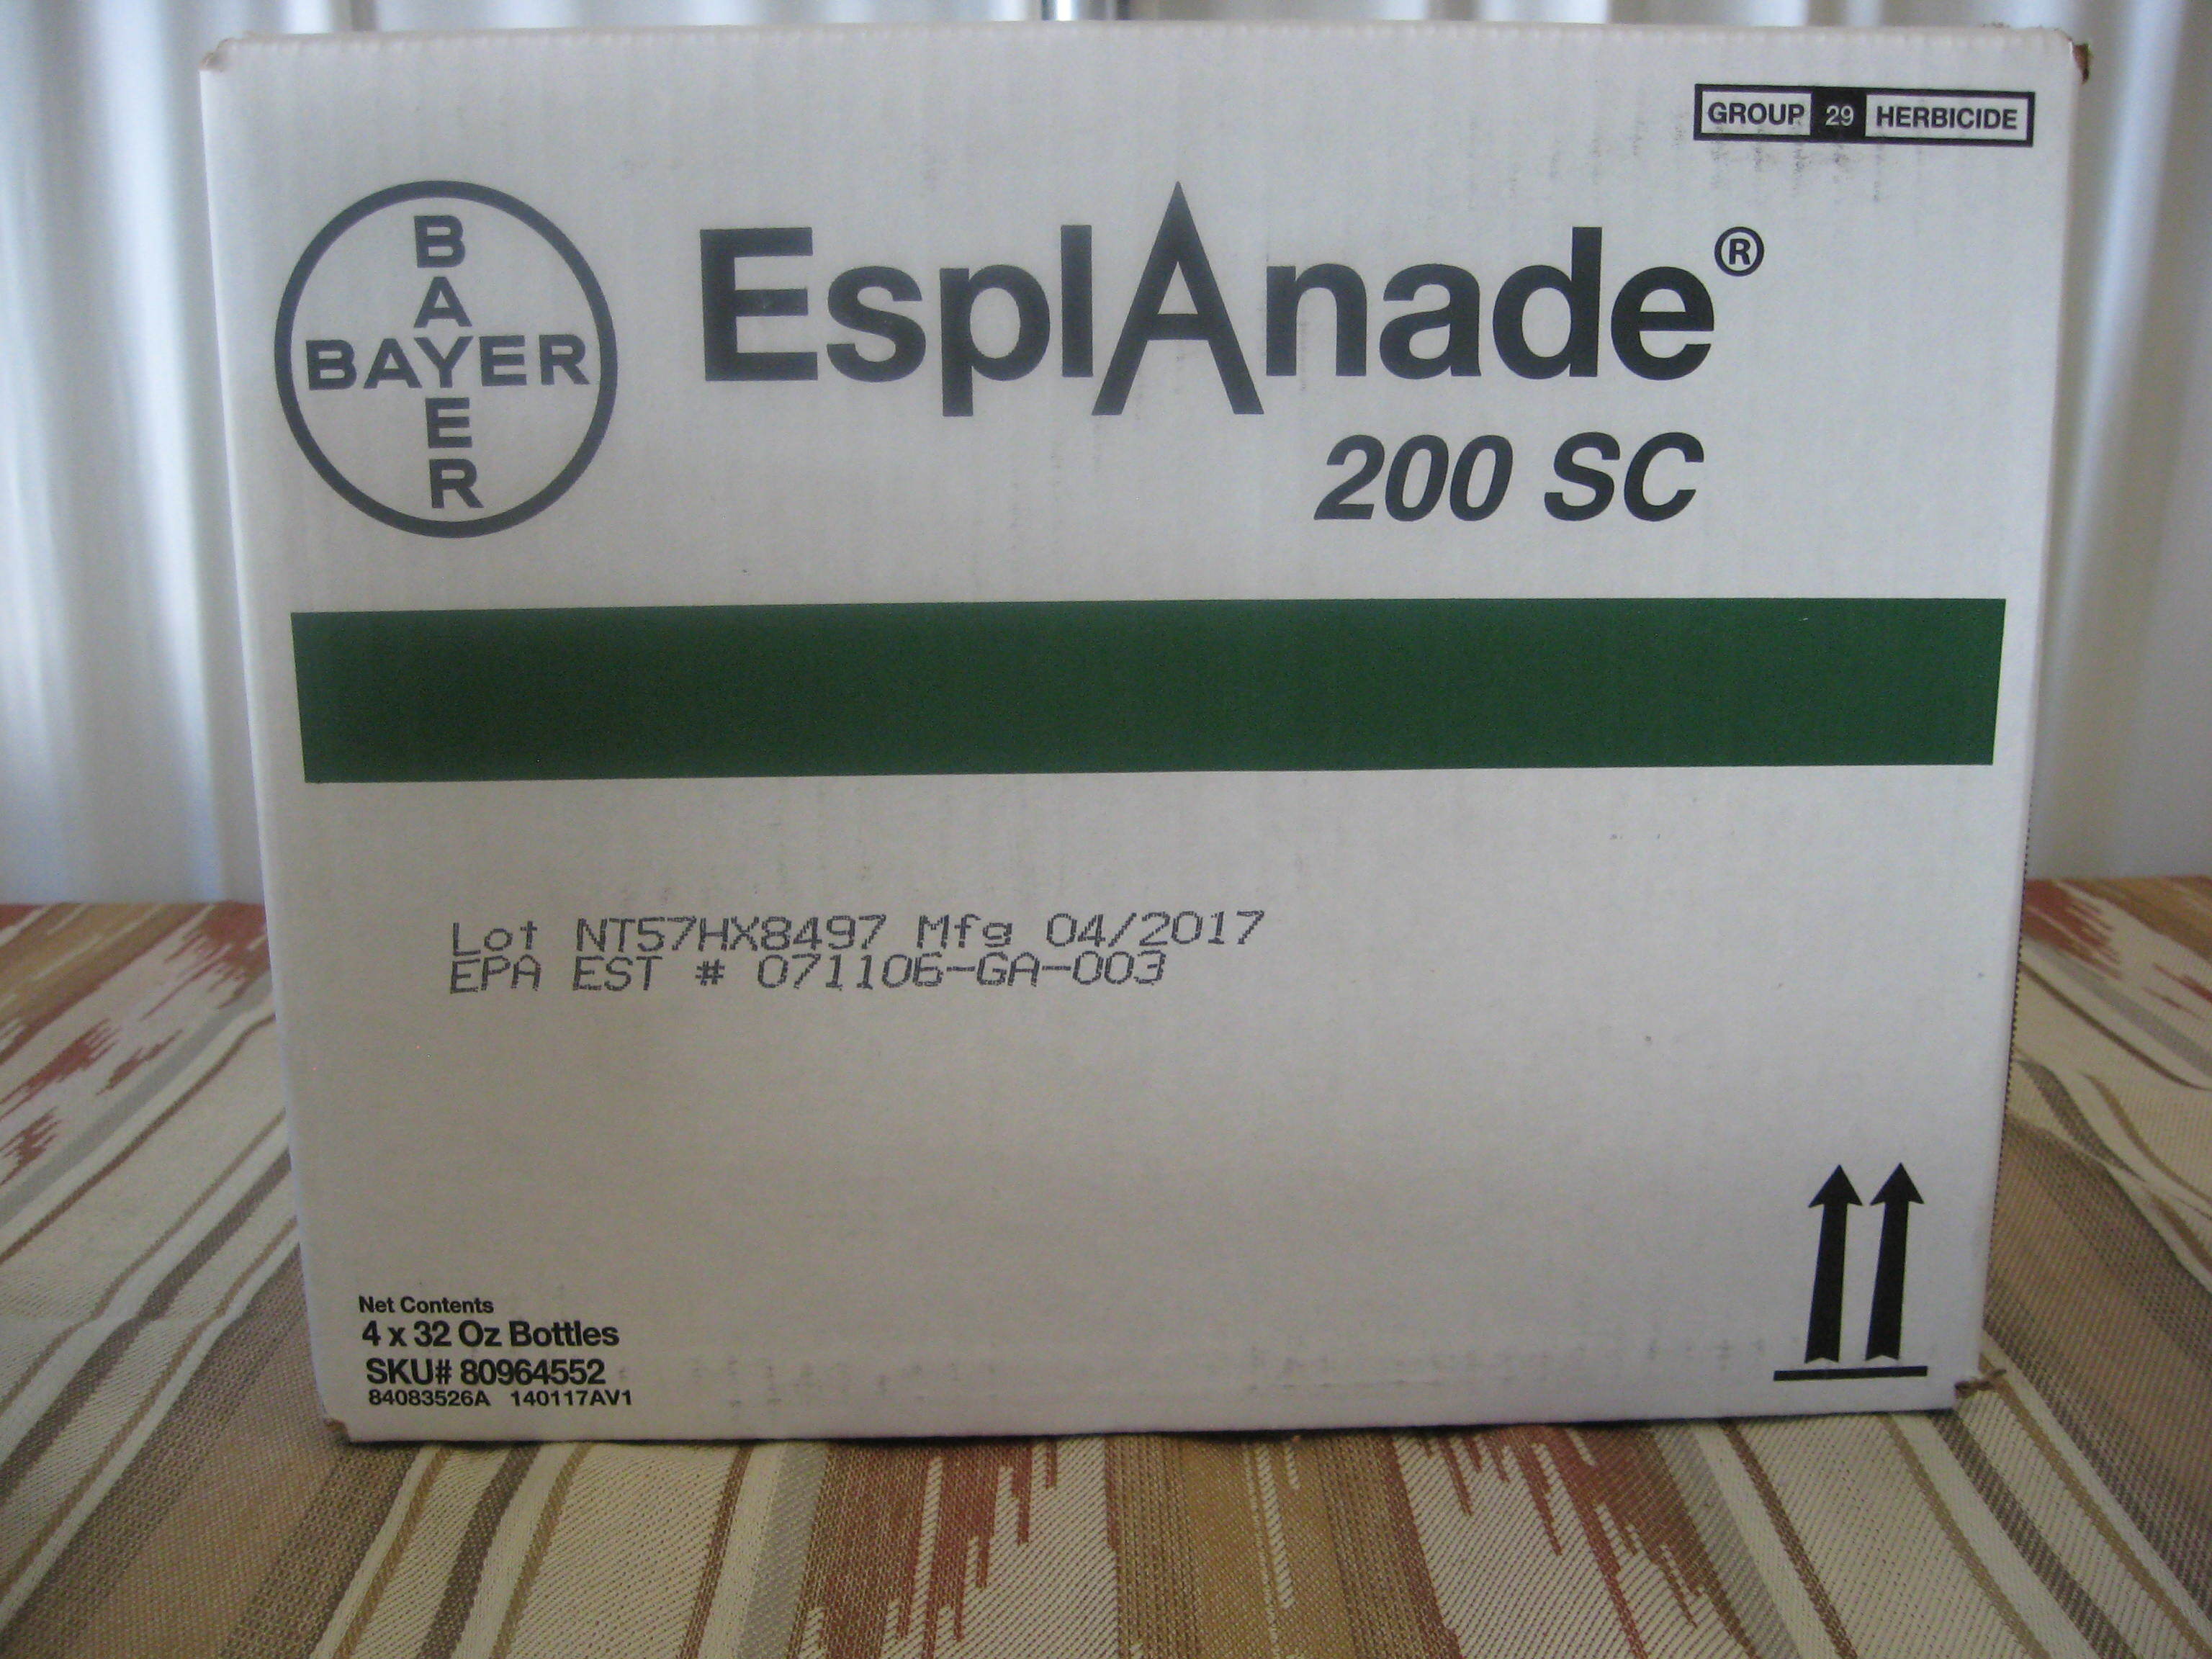 GROUP 29 HERBICIDE
BAYER
BAYER
EsplAnade®
200 SC
Lot NT57HX8497 Mfg 04/2017
EPA EST # 071106-GA-003
Net Contents
4 x 32 Oz Bottles
SKU# 80964552
84083526A 140117AV1